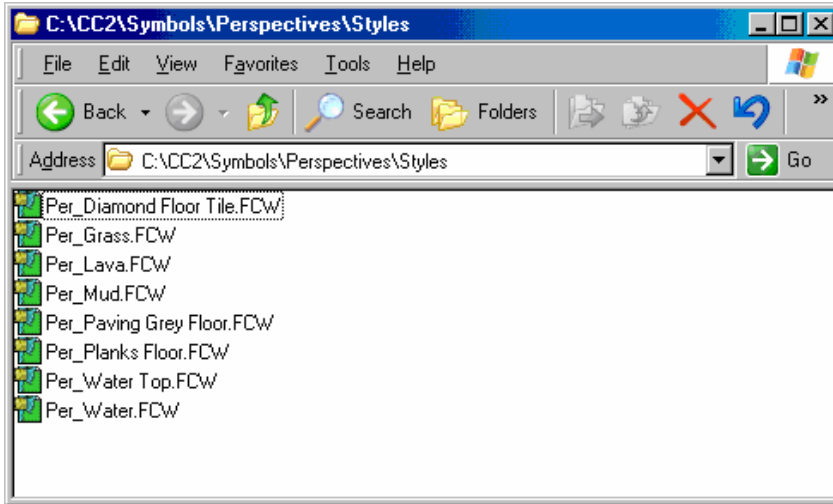 C:\CC2\Symbols\Perspectives\Styles
File Edit View Favorites Tools Help
Back Search Folders »
Address C:\CC2\Symbols\Perspectives\Styles Go
Per_Diamond Floor Tile.FCW
Per_Grass.FCW
Per_Lava.FCW
Per_Mud.FCW
Per_Paving Grey Floor.FCW
Per_Planks Floor.FCW
Per_Water Top.FCW
Per_Water.FCW